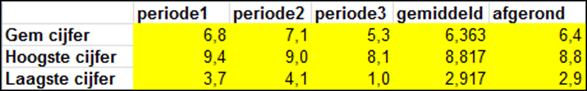 periode1 periode2 periode3 gemiddeld afgerond
Gem cijfer 6,8 7,1 5,3 6,363 6,4
Hoogste cijfer 9,4 9,0 8,1 8,817 8,8
Laagste cijfer 3,7 4,1 1,0 2,917 2,9